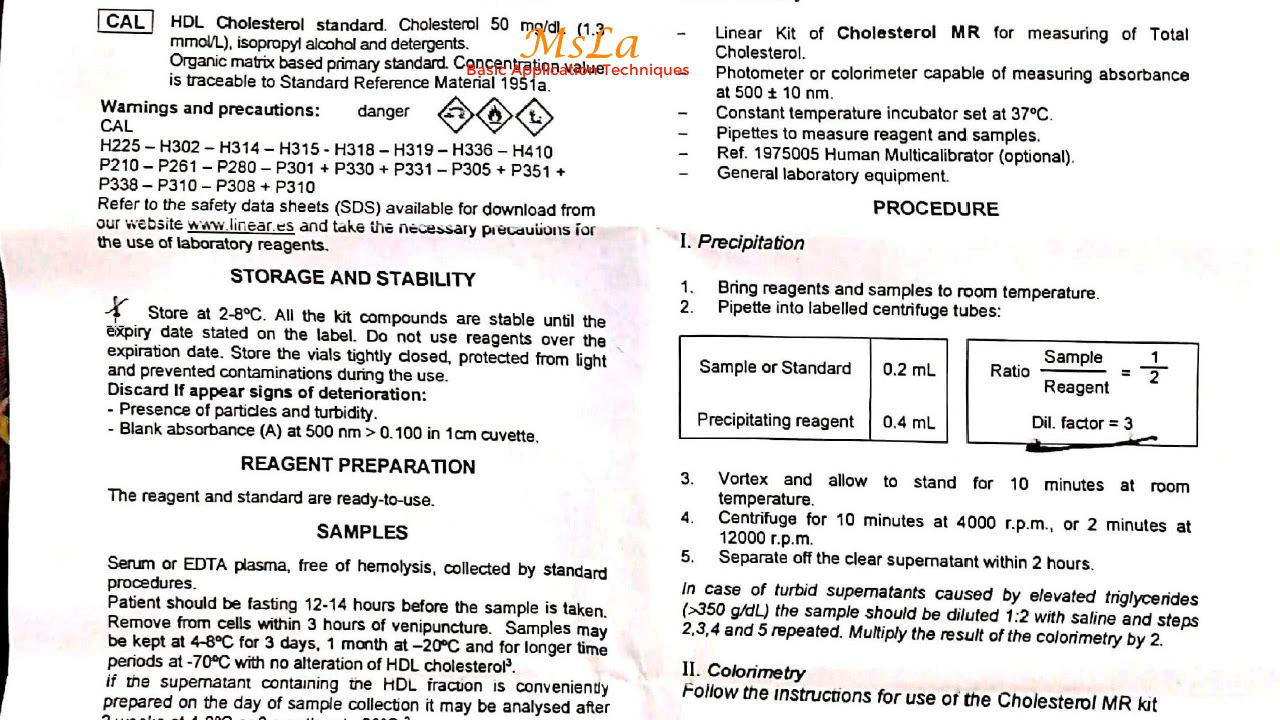 CAL HDL Cholesterol standard. Cholesterol 50 mg/dL (1.3
mmol/L), isopropyl alcohol and detergents.
Organic matrix based primary standard. Concentration value
is traceable to Standard Reference Material 1951a.
MsLa
Basic Application Techniques
Warnings and precautions: danger
CAL
H225 – H302 – H314 – H315 - H318 – H319 – H336 – H410
P210 – P261 – P280 – P301 + P330 + P331 – P305 + P351 +
P338 – P310 – P308 + P310
Refer to the safety data sheets (SDS) available for download from
our website www.linear.es and take the necessary precautions for
the use of laboratory reagents.
STORAGE AND STABILITY
Store at 2-8ºC. All the kit compounds are stable until the
expiry date stated on the label. Do not use reagents over the
expiration date. Store the vials tightly closed, protected from light
and prevented contaminations during the use.
Discard If appear signs of deterioration:
- Presence of particles and turbidity.
- Blank absorbance (A) at 500 nm > 0.100 in 1cm cuvette.
REAGENT PREPARATION
The reagent and standard are ready-to-use.
SAMPLES
Serum or EDTA plasma, free of hemolysis, collected by standard
procedures.
Patient should be fasting 12-14 hours before the sample is taken.
Remove from cells within 3 hours of venipuncture. Samples may
be kept at 4-8ºC for 3 days, 1 month at –20ºC and for longer time
periods at -70ºC with no alteration of HDL cholesterol³.
If the supernatant containing the HDL fraction is conveniently
prepared on the day of sample collection it may be analysed after
– Linear Kit of Cholesterol MR for measuring of Total
Cholesterol.
– Photometer or colorimeter capable of measuring absorbance
at 500 ± 10 nm.
– Constant temperature incubator set at 37ºC.
– Pipettes to measure reagent and samples.
– Ref. 1975005 Human Multicalibrator (optional).
– General laboratory equipment.
PROCEDURE
I. Precipitation
1. Bring reagents and samples to room temperature.
2. Pipette into labelled centrifuge tubes:
Sample or Standard 0.2 mL
Precipitating reagent 0.4 mL
Ratio Sample / Reagent = 1 / 2
Dil. factor = 3
3. Vortex and allow to stand for 10 minutes at room
temperature.
4. Centrifuge for 10 minutes at 4000 r.p.m., or 2 minutes at
12000 r.p.m.
5. Separate off the clear supernatant within 2 hours.
In case of turbid supernatants caused by elevated triglycerides
(>350 g/dL) the sample should be diluted 1:2 with saline and steps
2,3,4 and 5 repeated. Multiply the result of the colorimetry by 2.
II. Colorimetry
Follow the instructions for use of the Cholesterol MR kit